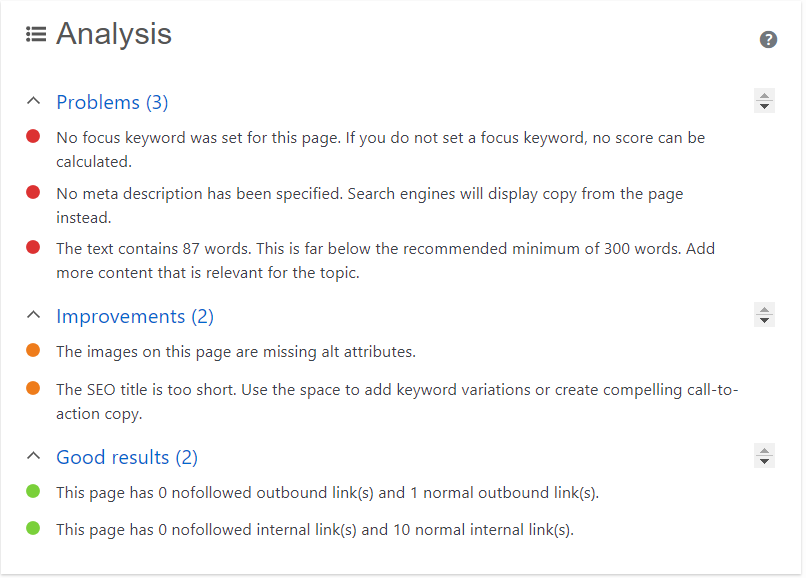 Analysis
Problems (3)
No focus keyword was set for this page. If you do not set a focus keyword, no score can be
calculated.
No meta description has been specified. Search engines will display copy from the page
instead.
The text contains 87 words. This is far below the recommended minimum of 300 words. Add
more content that is relevant for the topic.
Improvements (2)
The images on this page are missing alt attributes.
The SEO title is too short. Use the space to add keyword variations or create compelling call-to-
action copy.
Good results (2)
This page has 0 nofollowed outbound link(s) and 1 normal outbound link(s).
This page has 0 nofollowed internal link(s) and 10 normal internal link(s).